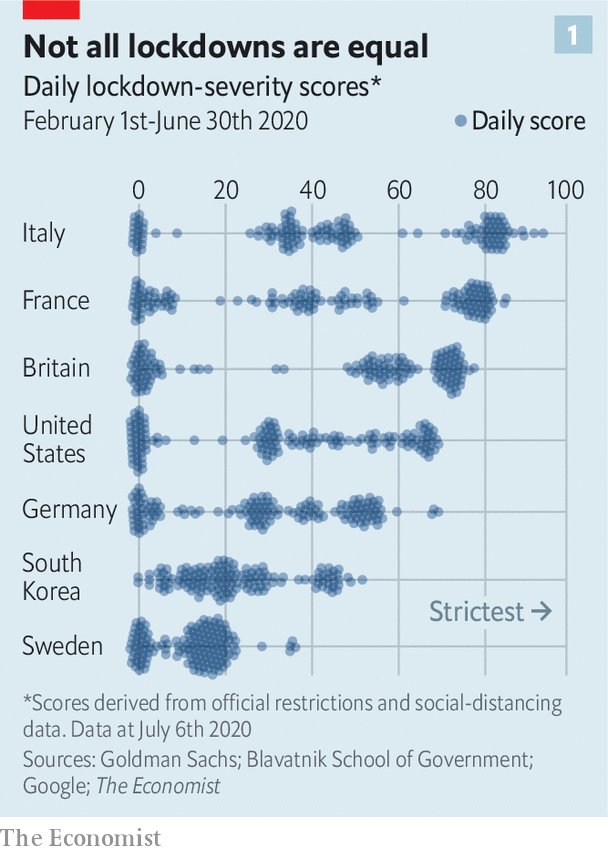 1
Not all lockdowns are equal
Daily lockdown-severity scores*
February 1st-June 30th 2020
Daily score
0 20 40 60 80 100
Italy
France
Britain
United
States
Germany
South
Korea
Strictest →
Sweden
*Scores derived from official restrictions and social-distancing
data. Data at July 6th 2020
Sources: Goldman Sachs; Blavatnik School of Government;
Google; The Economist
The Economist